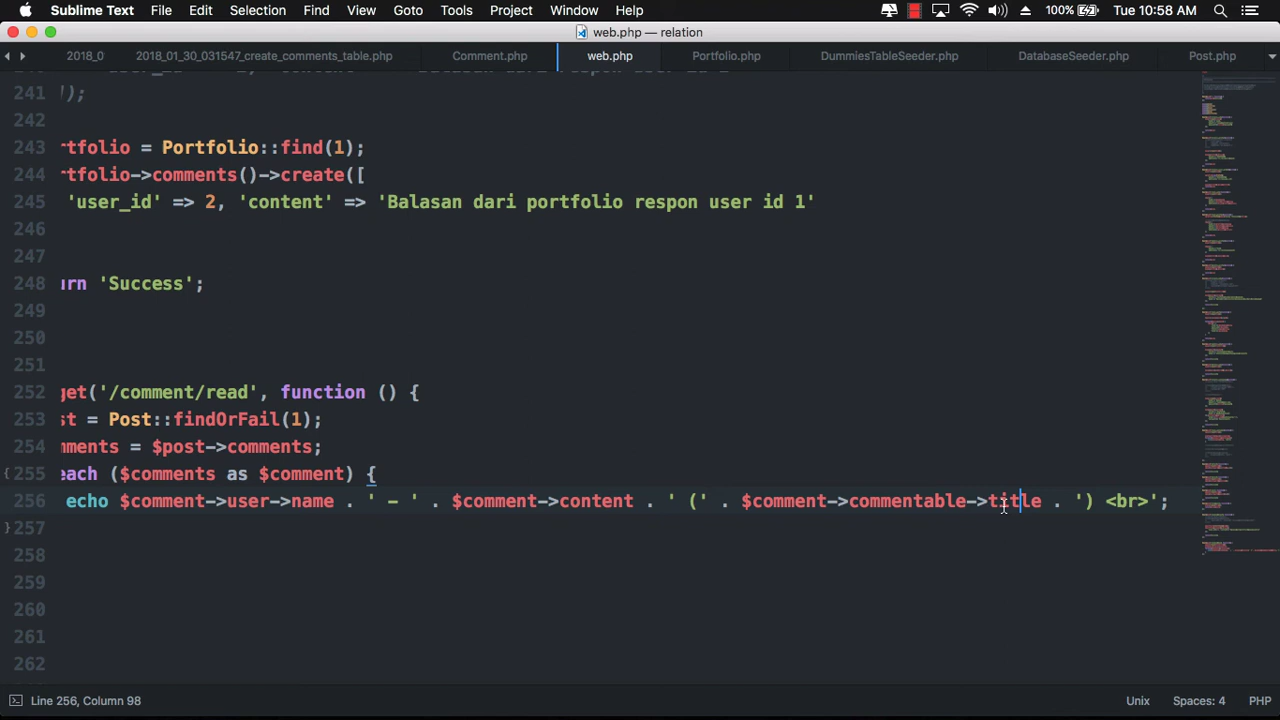 Sublime Text File Edit Selection Find View Goto Tools Project Window Help 100% Tue 10:58 AM
web.php — relation
2018_0 2018_01_30_031547_create_comments_table.php Comment.php web.php Portfolio.php DummiesTableSeeder.php DatabaseSeeder.php Post.php
241 ]);
242
243 rtfolio = Portfolio::find(1);
244 rtfolio->comments()->create([
245 'user_id' => 2, 'content' => 'Balasan dari portfolio respon user id 1'
246
247
248 urn 'Success';
249
250
251
252 get('/comment/read', function () {
253 st = Post::findOrFail(1);
254 mments = $post->comments;
255 each ($comments as $comment) {
256 echo $comment->user->name . ' - ' . $comment->content . ' (' . $comment->commentable->title . ') <br>';
257 }
258
259
260
261
262
Line 256, Column 98 Unix Spaces: 4 PHP